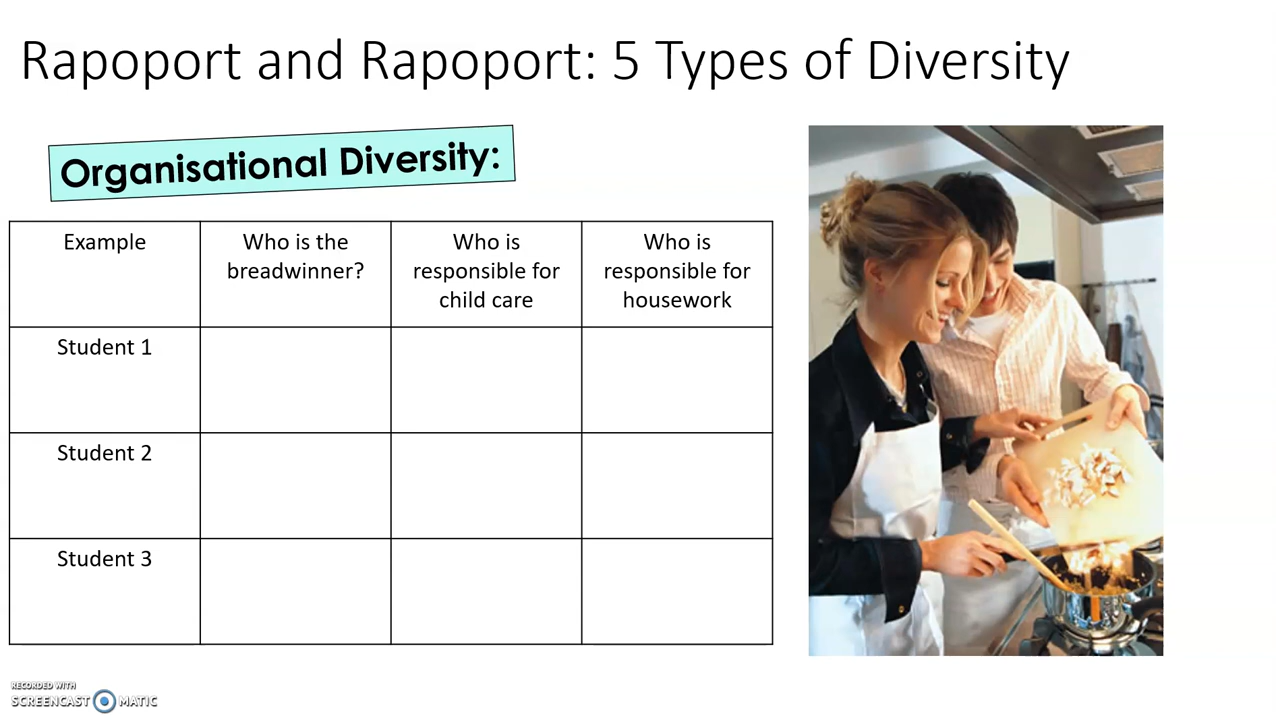 Rapoport and Rapoport: 5 Types of Diversity
Organisational Diversity:
Example
Who is the
breadwinner?
Who is
responsible for
child care
Who is
responsible for
housework
Student 1
Student 2
Student 3
RECORDED WITH
SCREENCAST MATIC